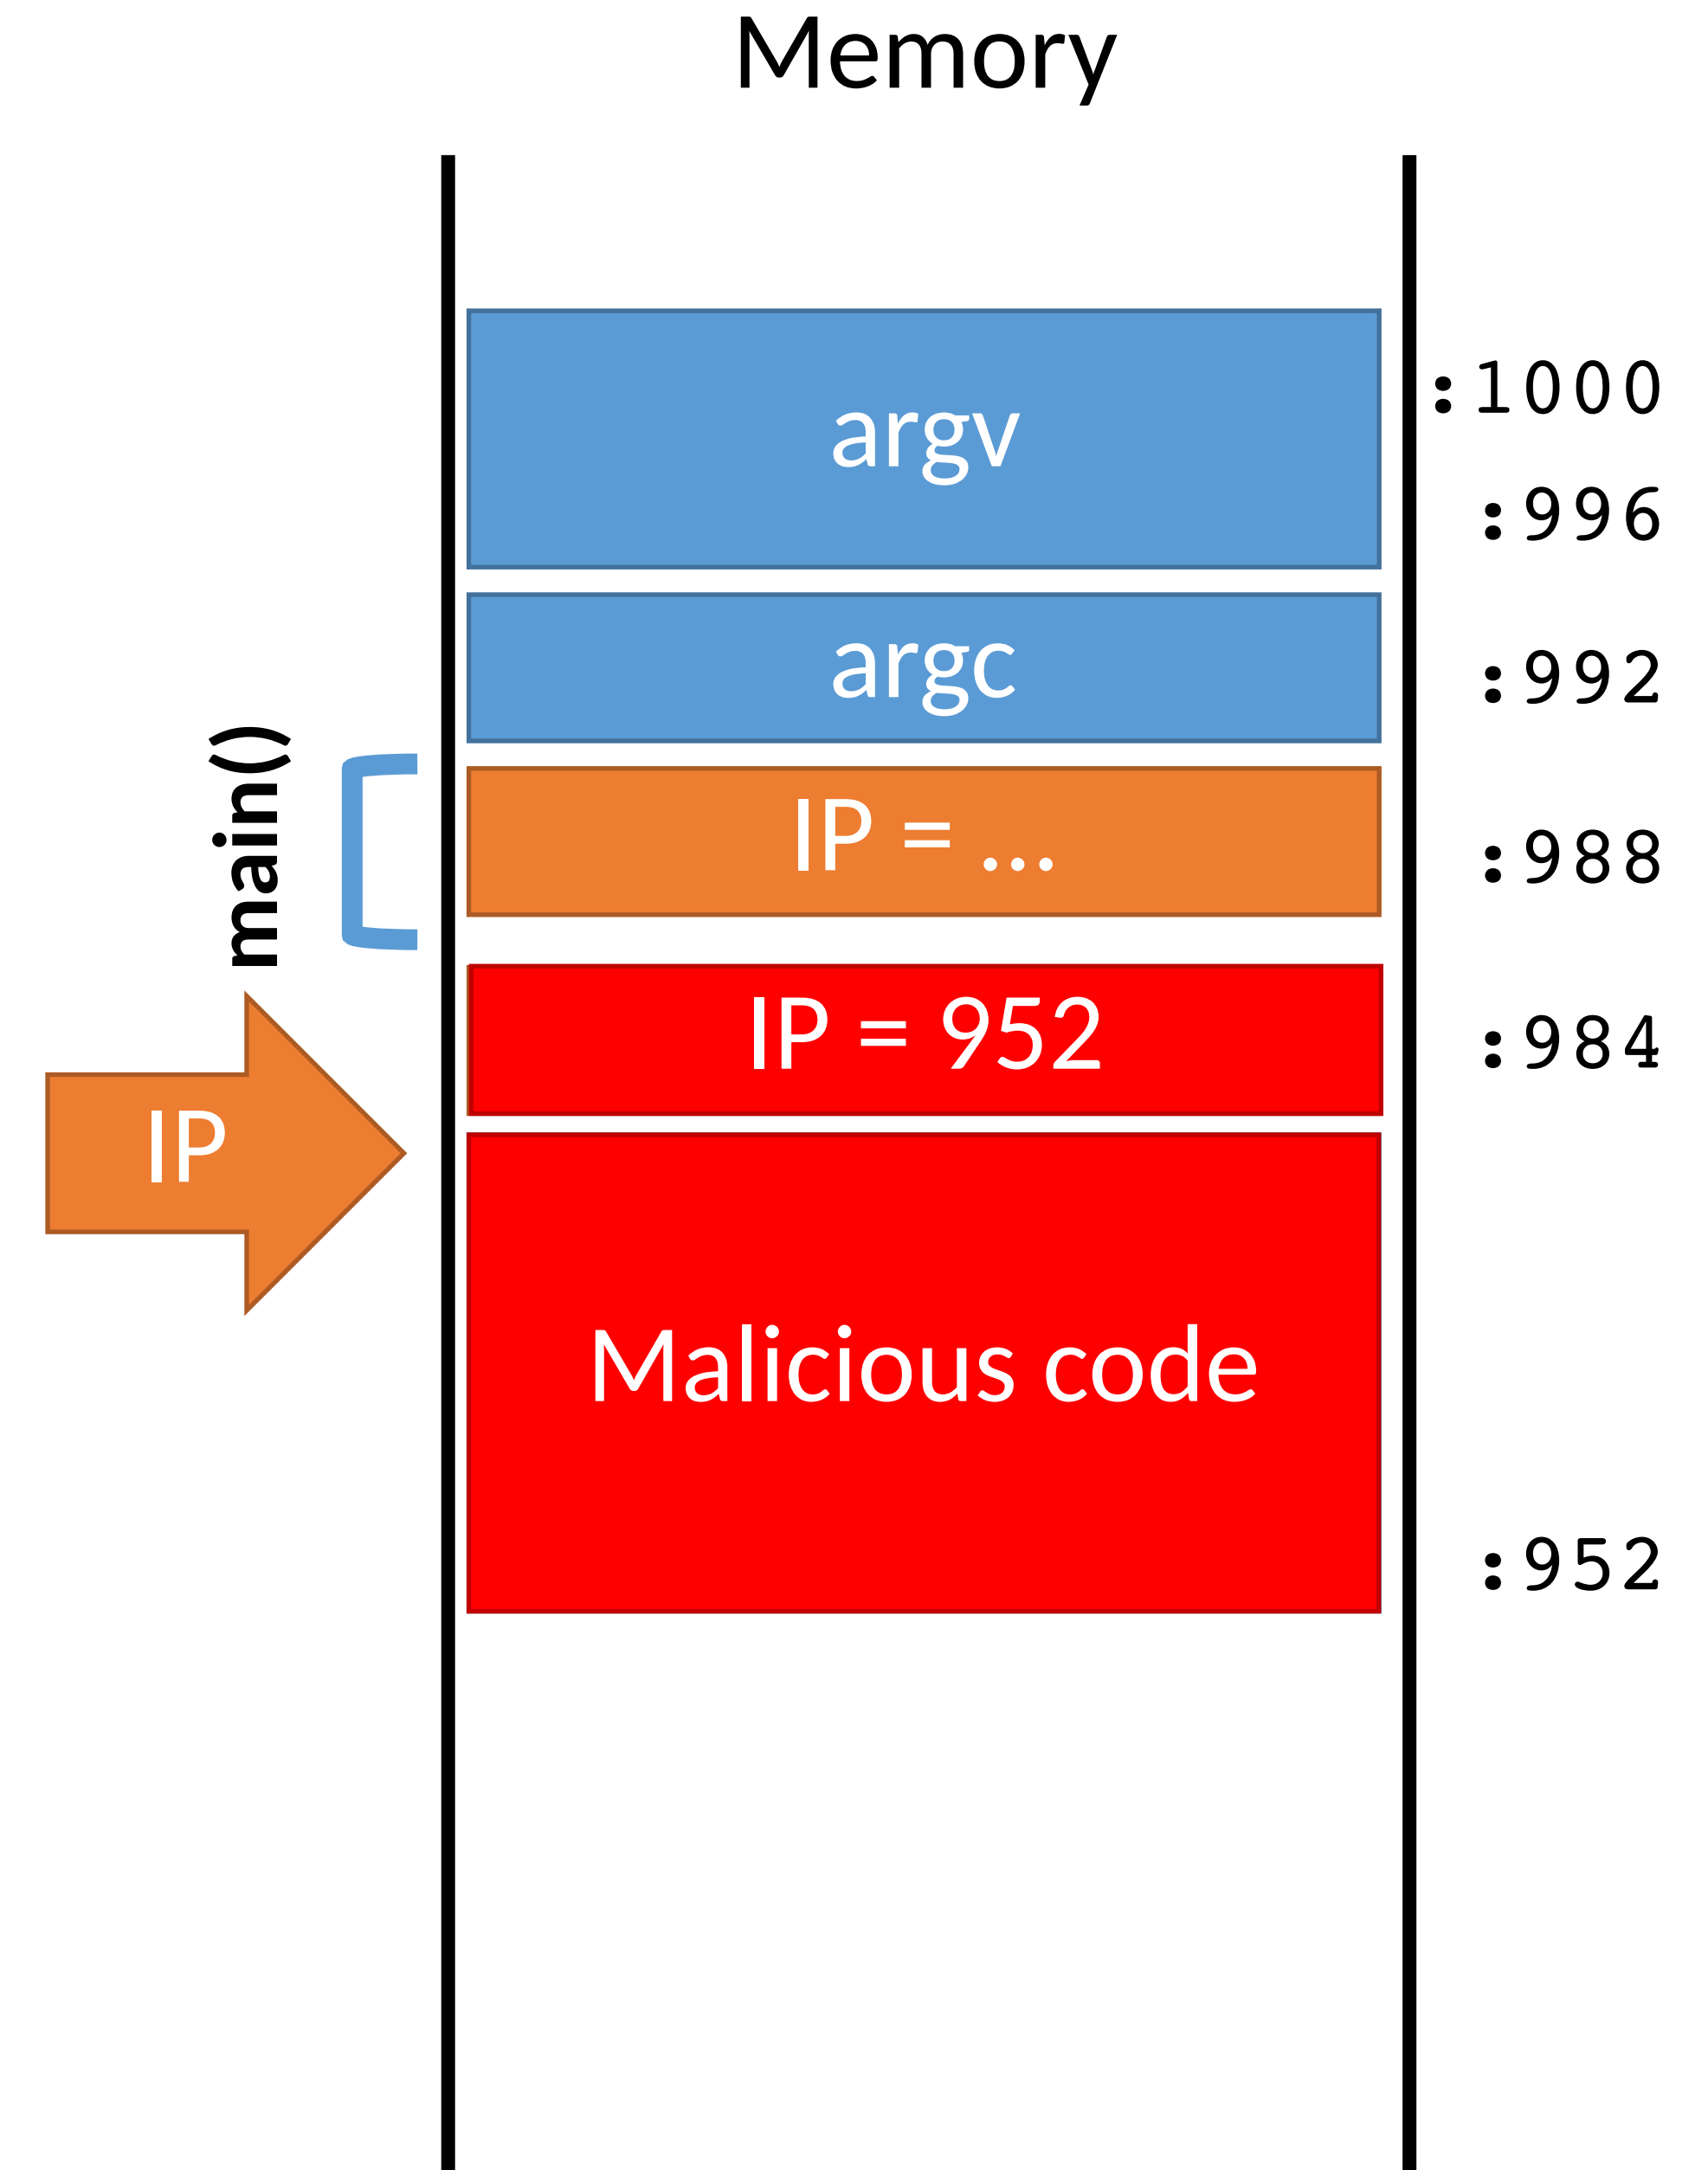 Memory
argv
:1000
:996
argc
:992
main()
IP = ...
:988
IP = 952
:984
IP
Malicious code
:952